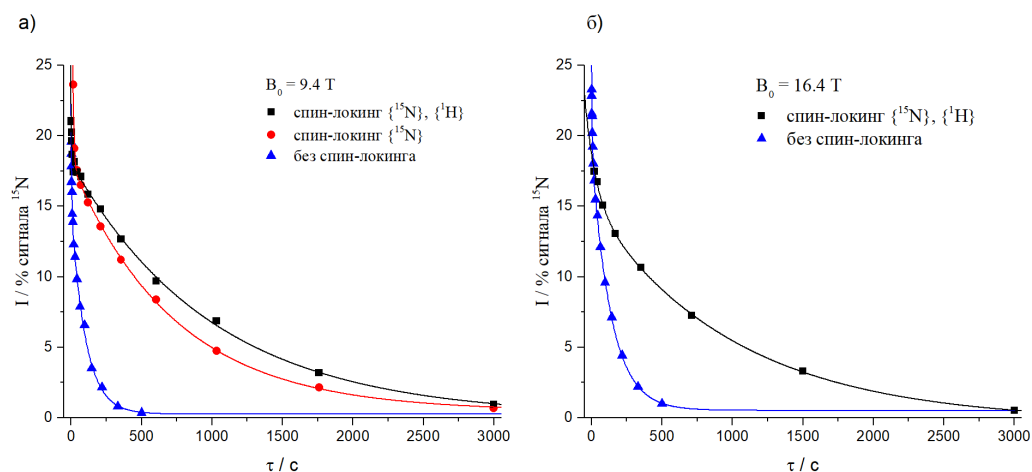 а)
B₀ = 9.4 T
спин-локинг {¹⁵N}, {¹H}
спин-локинг {¹⁵N}
без спин-локинга
I / % сигнала ¹⁵N
25
20
15
10
5
0
0 500 1000 1500 2000 2500 3000
τ / с
б)
B₀ = 16.4 T
спин-локинг {¹⁵N}, {¹H}
без спин-локинга
I / % сигнала ¹⁵N
25
20
15
10
5
0
0 500 1000 1500 2000 2500 3000
τ / с